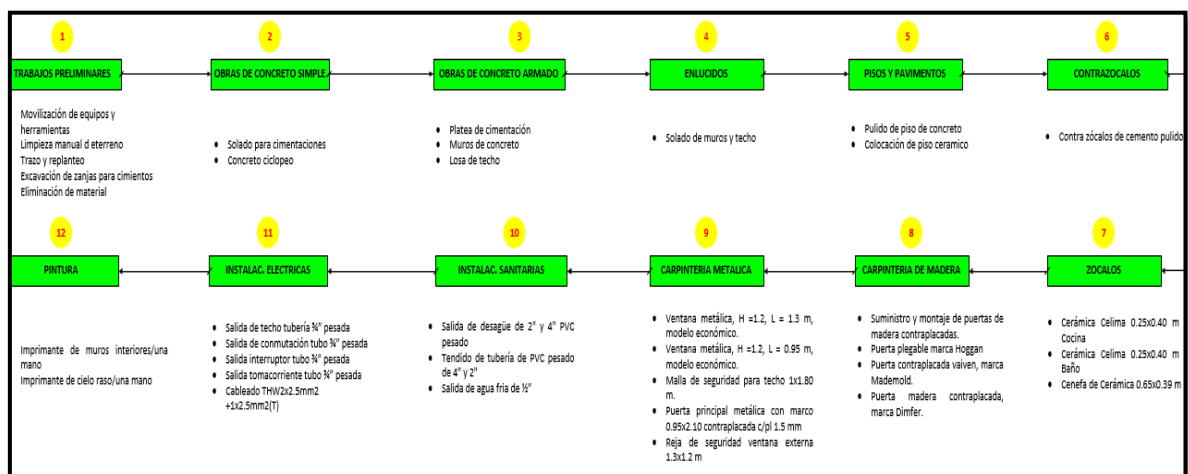 1
TRABAJOS PRELIMINARES
Movilización de equipos y
herramientas
Limpieza manual d eterreno
Trazo y replanteo
Excavación de zanjas para cimientos
Eliminación de material
2
OBRAS DE CONCRETO SIMPLE
• Solado para cimentaciones
• Concreto ciclopeo
3
OBRAS DE CONCRETO ARMADO
• Platea de cimentación
• Muros de concreto
• Losa de techo
4
ENLUCIDOS
• Solado de muros y techo
5
PISOS Y PAVIMENTOS
• Pulido de piso de concreto
• Colocación de piso ceramico
6
CONTRAZOCALOS
• Contra zócalos de cemento pulido
12
PINTURA
Imprimante de muros interiores/una
mano
Imprimante de cielo raso/una mano
11
INSTALAC. ELECTRICAS
• Salida de techo tubería ¾" pesada
• Salida de conmutación tubo ¾" pesada
• Salida interruptor tubo ¾" pesada
• Salida tomacorriente tubo ¾" pesada
• Cableado THW2x2.5mm2
+1x2.5mm2(T)
10
INSTALAC. SANITARIAS
• Salida de desagüe de 2" y 4" PVC
pesado
• Tendido de tubería de PVC pesado
de 4" y 2"
• Salida de agua fria de ½"
9
CARPINTERIA METALICA
• Ventana metálica, H =1.2, L = 1.3 m,
modelo económico.
• Ventana metálica, H =1.2, L = 0.95 m,
modelo económico.
• Malla de seguridad para techo 1x1.80
m.
• Puerta principal metálica con marco
0.95x2.10 contraplacada c/pl 1.5 mm
• Reja de seguridad ventana externa
1.3x1.2 m
8
CARPINTERIA DE MADERA
• Suministro y montaje de puertas de
madera contraplacadas.
• Puerta plegable marca Hoggan
• Puerta contraplacada vaiven, marca
Mademold.
• Puerta madera contraplacada,
marca Dimfer.
7
ZOCALOS
• Cerámica Celima 0.25x0.40 m
Cocina
• Cerámica Celima 0.25x0.40 m
Baño
• Cenefa de Cerámica 0.65x0.39 m